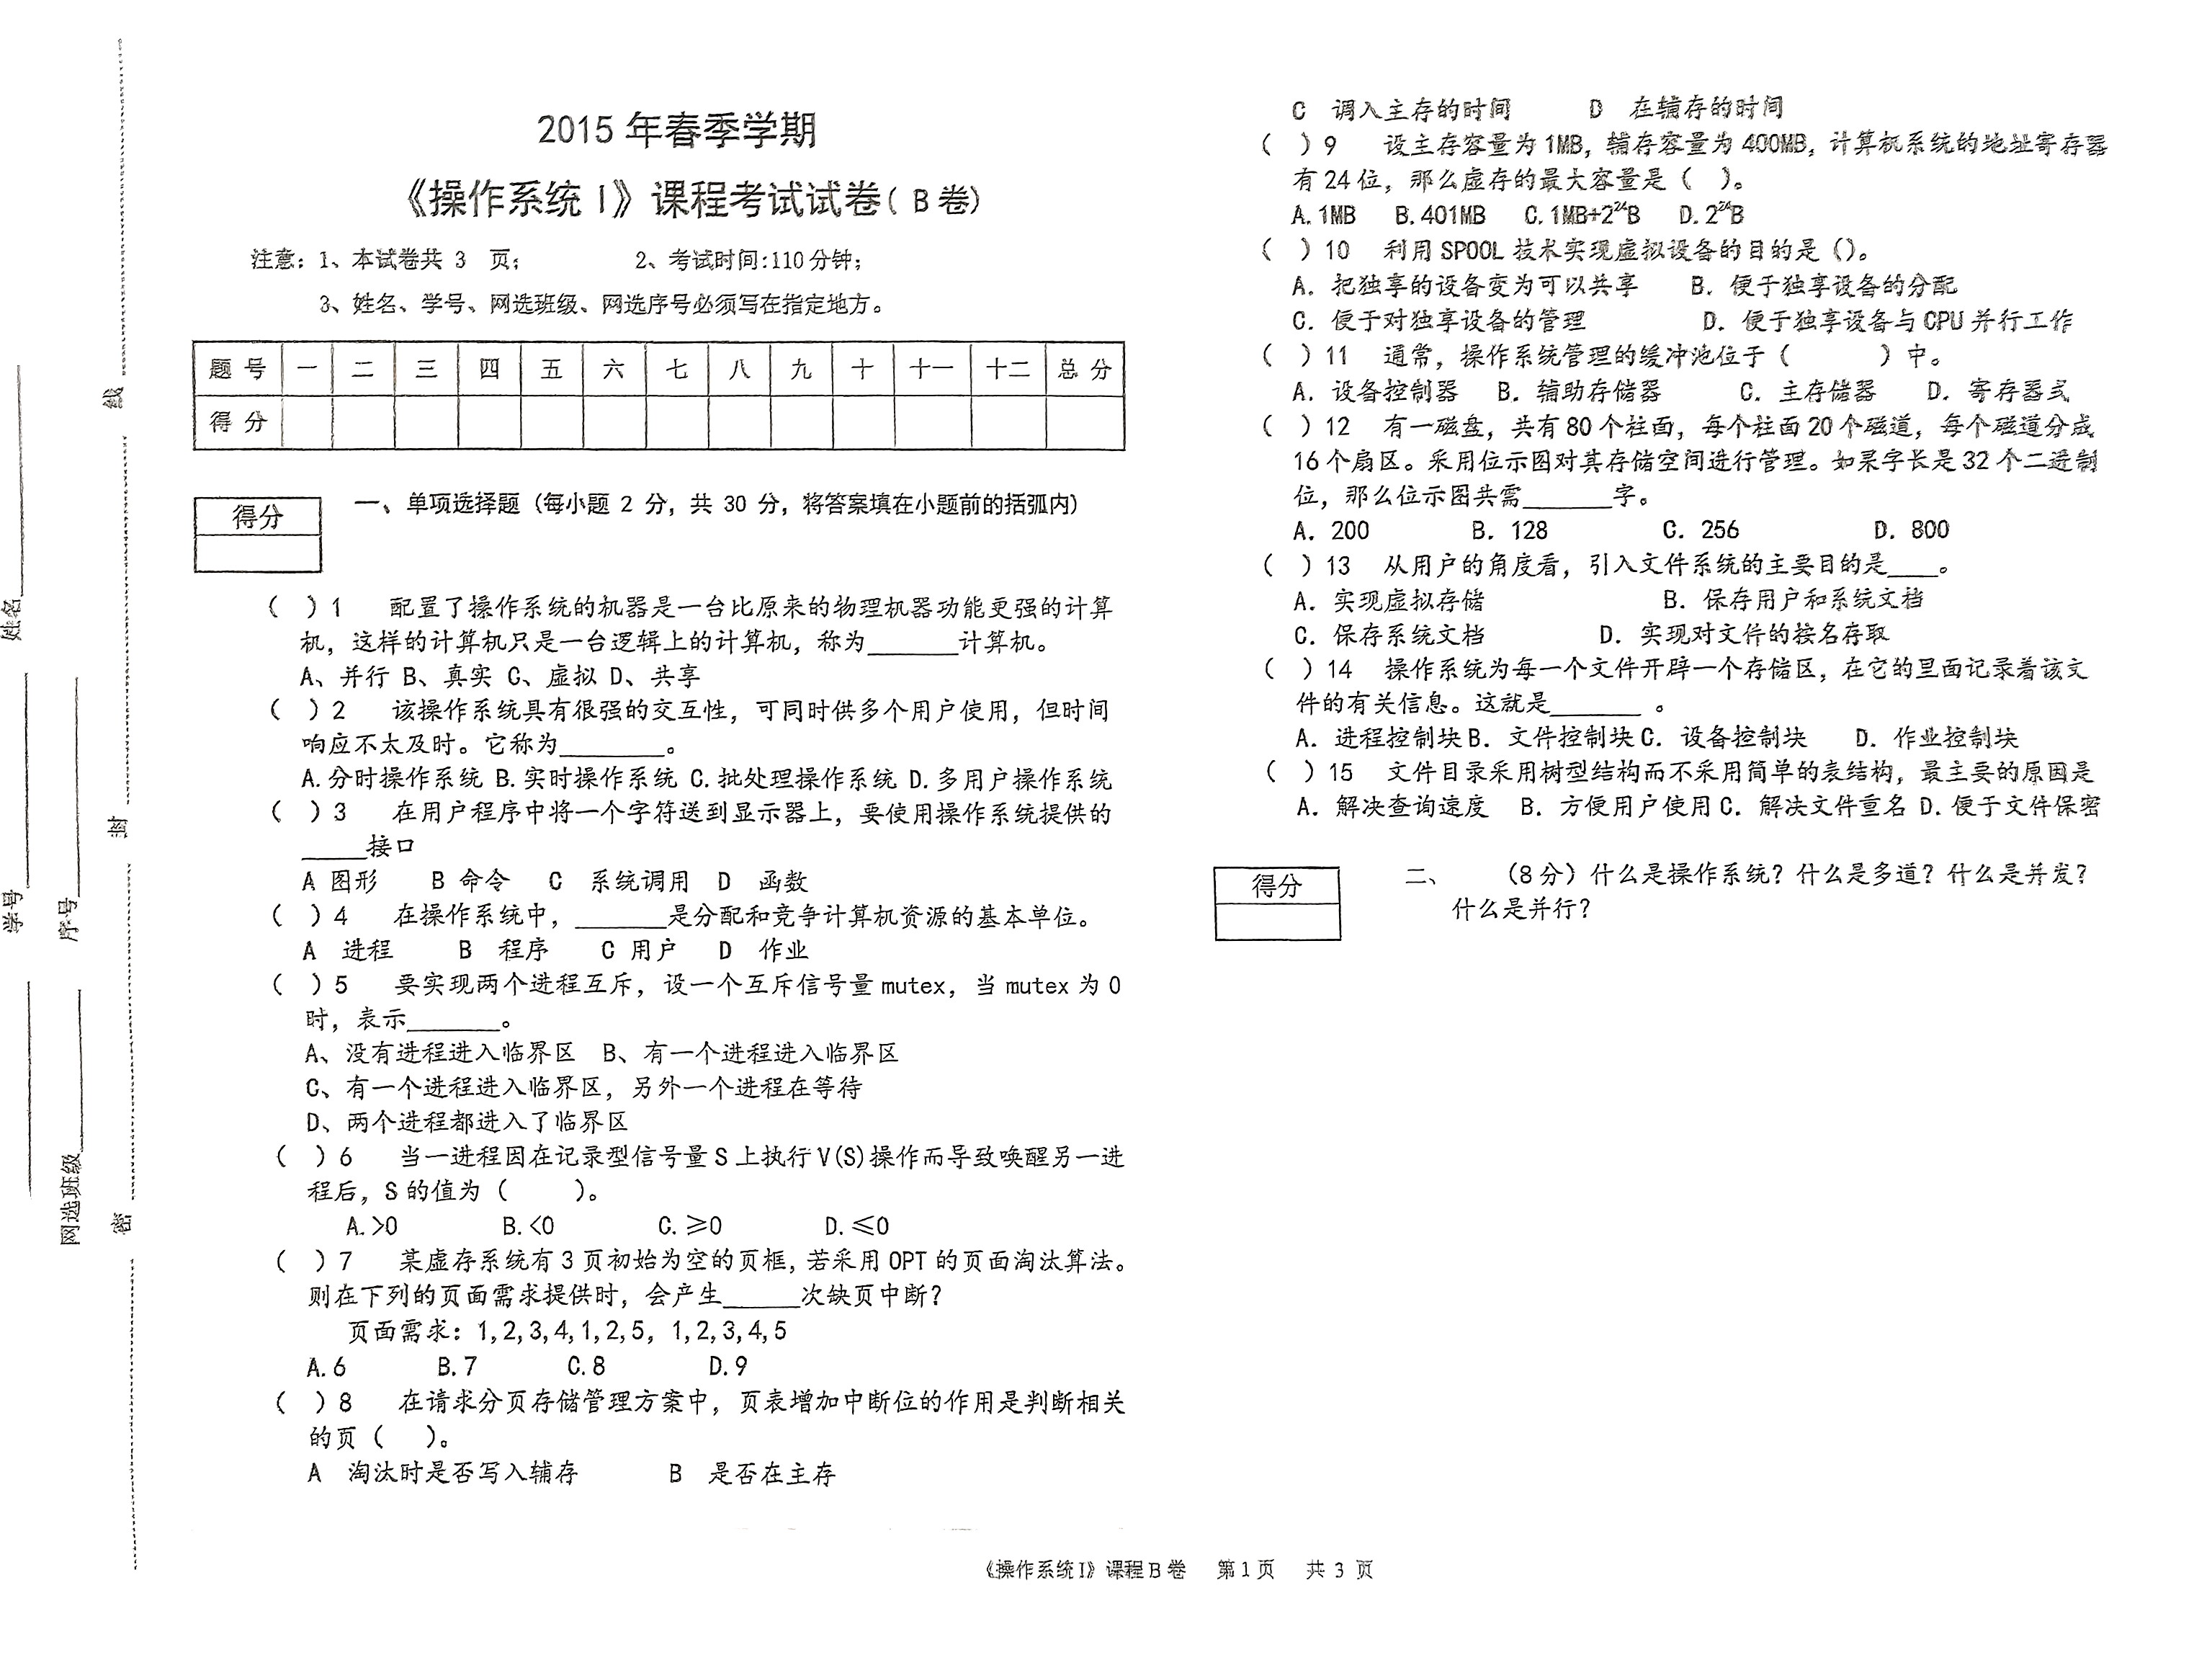 2015 年春季学期
《操作系统 I》课程考试试卷( B 卷)
注意：1、本试卷共 3 页； 2、考试时间:110 分钟；
3、姓名、学号、网选班级、网选序号必须写在指定地方。
题 号 一 二 三 四 五 六 七 八 九 十 十一 十二 总 分
得 分
得分
一、单项选择题（每小题 2 分，共 30 分，将答案填在小题前的括弧内）
（ ）1 配置了操作系统的机器是一台比原来的物理机器功能更强的计算
机，这样的计算机只是一台逻辑上的计算机，称为_______计算机。
A、并行 B、真实 C、虚拟 D、共享
（ ）2 该操作系统具有很强的交互性，可同时供多个用户使用，但时间
响应不太及时。它称为________。
A.分时操作系统 B.实时操作系统 C.批处理操作系统 D.多用户操作系统
（ ）3 在用户程序中将一个字符送到显示器上，要使用操作系统提供的
_____接口
A 图形 B 命令 C 系统调用 D 函数
（ ）4 在操作系统中，_______是分配和竞争计算机资源的基本单位。
A 进程 B 程序 C 用户 D 作业
（ ）5 要实现两个进程互斥，设一个互斥信号量 mutex，当 mutex 为 0
时，表示_______。
A、没有进程进入临界区 B、有一个进程进入临界区
C、有一个进程进入临界区，另外一个进程在等待
D、两个进程都进入了临界区
（ ）6 当一进程因在记录型信号量 S 上执行 V(S)操作而导致唤醒另一进
程后，S 的值为（ ）。
A.>0 B.<0 C.≥0 D.≤0
（ ）7 某虚存系统有 3 页初始为空的页框，若采用 OPT 的页面淘汰算法。
则在下列的页面需求提供时，会产生______次缺页中断？
页面需求：1,2,3,4,1,2,5，1,2,3,4,5
A.6 B.7 C.8 D.9
（ ）8 在请求分页存储管理方案中，页表增加中断位的作用是判断相关
的页（ ）。
A 淘汰时是否写入辅存 B 是否在主存
C 调入主存的时间 D 在辅存的时间
（ ）9 设主存容量为 1MB，辅存容量为 400MB，计算机系统的地址寄存器
有 24 位，那么虚存的最大容量是（ ）。
A.1MB B.401MB C.1MB+2²⁴B D.2²⁴B
（ ）10 利用 SPOOL 技术实现虚拟设备的目的是（）。
A. 把独享的设备变为可以共享 B. 便于独享设备的分配
C. 便于对独享设备的管理 D. 便于独享设备与 CPU 并行工作
（ ）11 通常，操作系统管理的缓冲池位于（ ）中。
A. 设备控制器 B. 辅助存储器 C. 主存储器 D. 寄存器或
（ ）12 有一磁盘，共有 80 个柱面，每个柱面 20 个磁道，每个磁道分成
16 个扇区。采用位示图对其存储空间进行管理。如果字长是 32 个二进制
位，那么位示图共需_______字。
A. 200 B. 128 C. 256 D. 800
（ ）13 从用户的角度看，引入文件系统的主要目的是____。
A. 实现虚拟存储 B. 保存用户和系统文档
C. 保存系统文档 D. 实现对文件的按名存取
（ ）14 操作系统为每一个文件开辟一个存储区，在它的里面记录着该文
件的有关信息。这就是_______ 。
A. 进程控制块 B. 文件控制块 C. 设备控制块 D. 作业控制块
（ ）15 文件目录采用树型结构而不采用简单的表结构，最主要的原因是
A. 解决查询速度 B. 方便用户使用 C. 解决文件重名 D. 便于文件保密
得分
二、 （8 分）什么是操作系统？什么是多道？什么是并发？
什么是并行？
姓名
学号
序号
网选班级
线
封
密
《操作系统 I》课程 B 卷 第 1 页 共 3 页